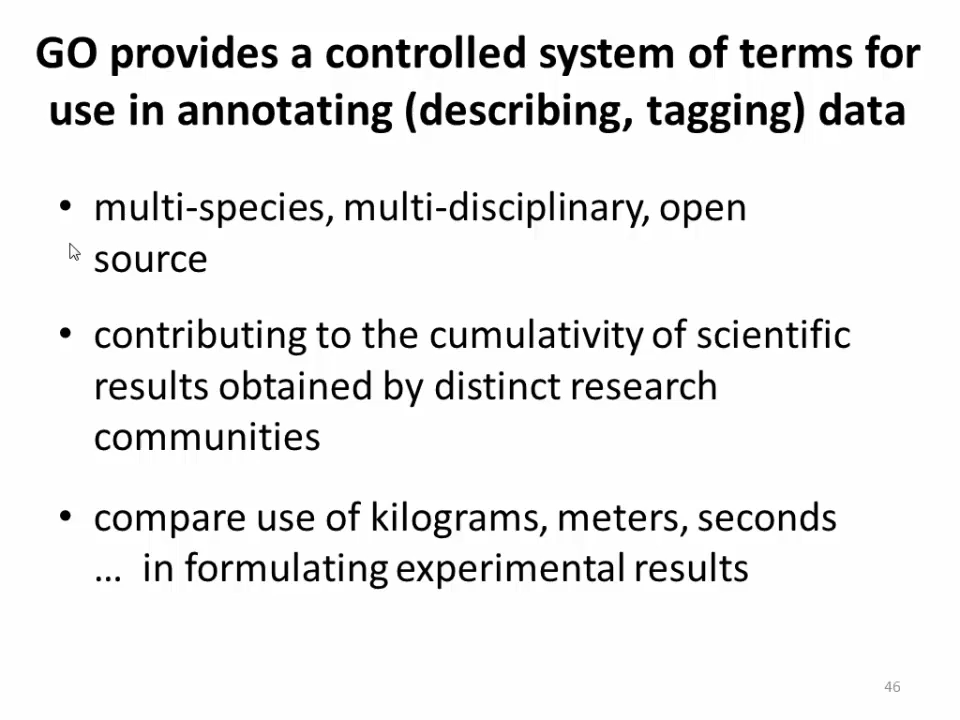 GO provides a controlled system of terms for
use in annotating (describing, tagging) data
• multi-species, multi-disciplinary, open
source
• contributing to the cumulativity of scientific
results obtained by distinct research
communities
• compare use of kilograms, meters, seconds
… in formulating experimental results
46